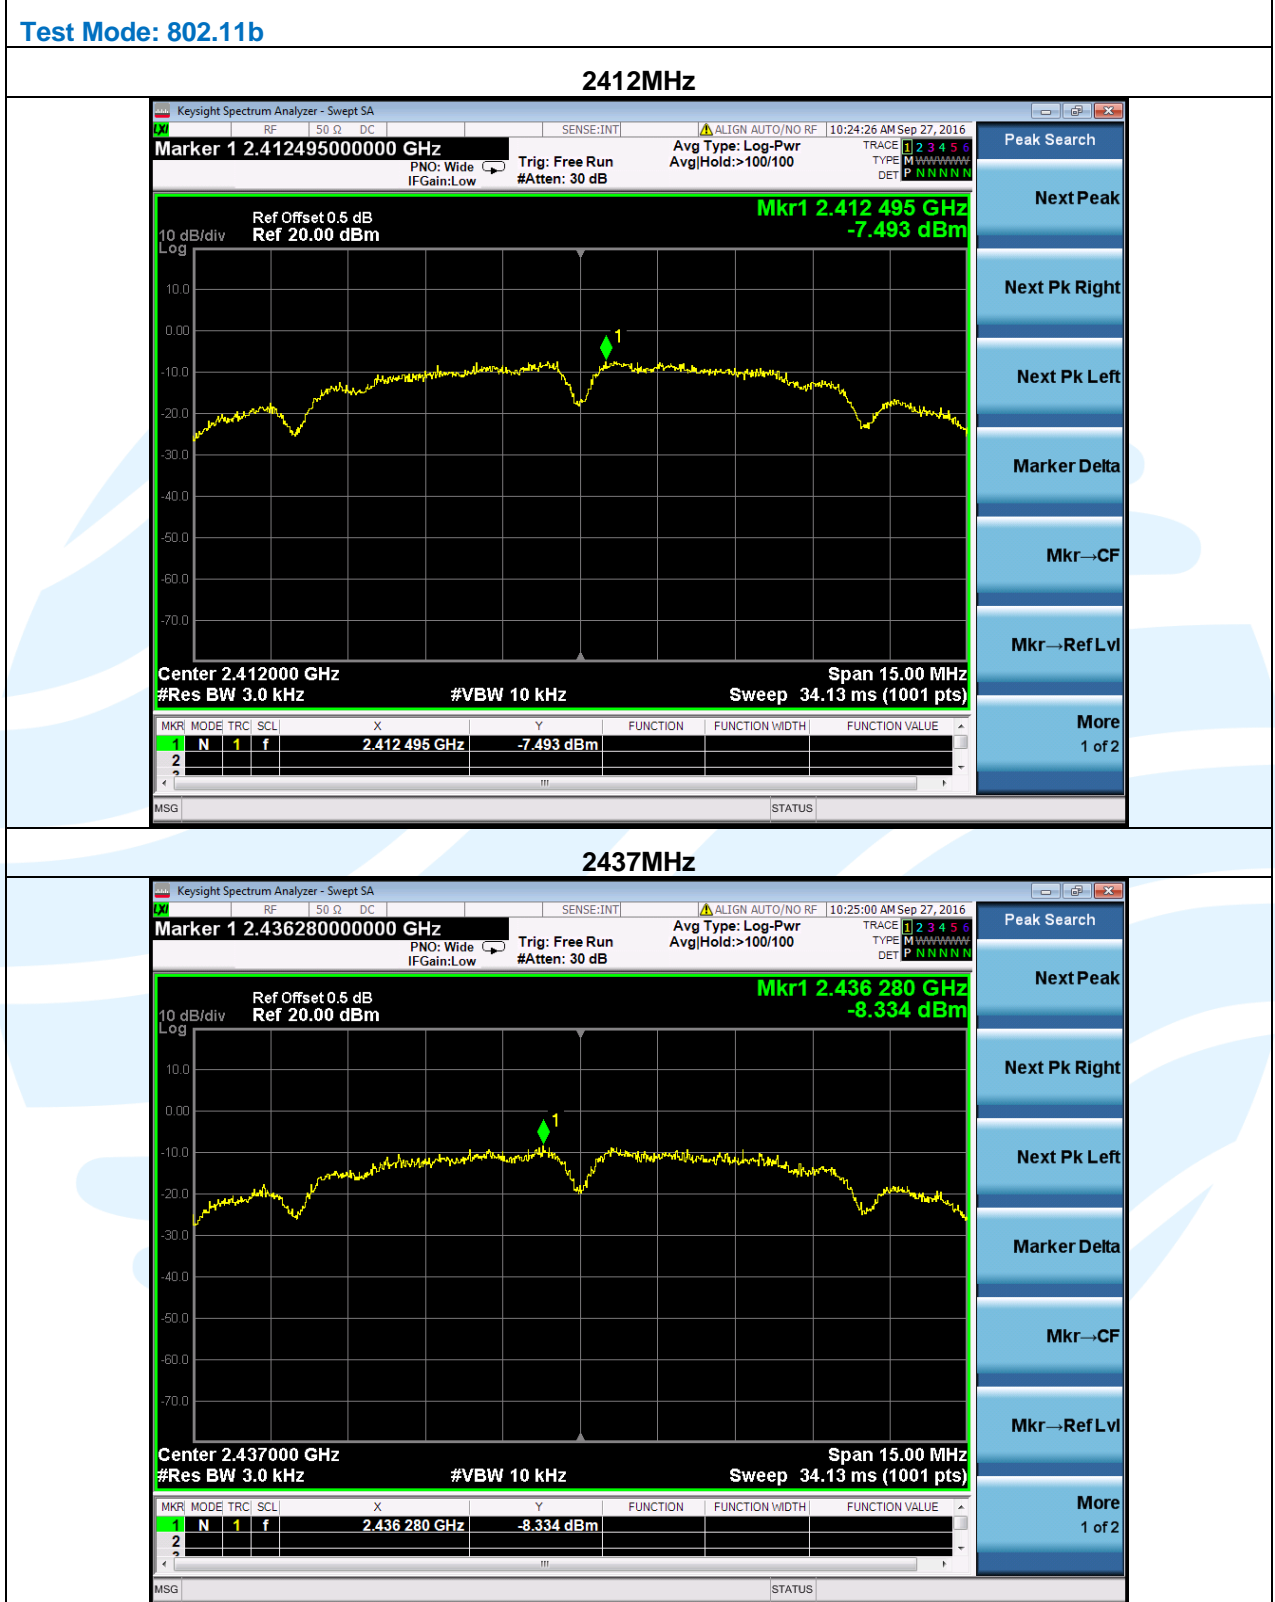 Test Mode: 802.11b
2412MHz
Keysight Spectrum Analyzer - Swept SA
LXI RF 50 Ω DC SENSE:INT ALIGN AUTO/NO RF 10:24:26 AM Sep 27, 2016
Marker 1 2.412495000000 GHz
PNO: Wide
IFGain:Low
Trig: Free Run
#Atten: 30 dB
Avg Type: Log-Pwr
Avg|Hold:>100/100
TRACE 1 2 3 4 5 6
TYPE M WWWWW
DET P N N N N N
Mkr1 2.412 495 GHz
-7.493 dBm
Ref Offset 0.5 dB
10 dB/div Ref 20.00 dBm
Log
10.0
0.00
-10.0
-20.0
-30.0
-40.0
-50.0
-60.0
-70.0
1
Center 2.412000 GHz Span 15.00 MHz
#Res BW 3.0 kHz #VBW 10 kHz Sweep 34.13 ms (1001 pts)
MKR MODE TRC SCL X Y FUNCTION FUNCTION WIDTH FUNCTION VALUE
1 N 1 f 2.412 495 GHz -7.493 dBm
2
MSG STATUS
Peak Search
Next Peak
Next Pk Right
Next Pk Left
Marker Delta
Mkr→CF
Mkr→Ref Lvl
More
1 of 2
2437MHz
Keysight Spectrum Analyzer - Swept SA
LXI RF 50 Ω DC SENSE:INT ALIGN AUTO/NO RF 10:25:00 AM Sep 27, 2016
Marker 1 2.436280000000 GHz
PNO: Wide
IFGain:Low
Trig: Free Run
#Atten: 30 dB
Avg Type: Log-Pwr
Avg|Hold:>100/100
TRACE 1 2 3 4 5 6
TYPE M WWWWW
DET P N N N N N
Mkr1 2.436 280 GHz
-8.334 dBm
Ref Offset 0.5 dB
10 dB/div Ref 20.00 dBm
Log
10.0
0.00
-10.0
-20.0
-30.0
-40.0
-50.0
-60.0
-70.0
1
Center 2.437000 GHz Span 15.00 MHz
#Res BW 3.0 kHz #VBW 10 kHz Sweep 34.13 ms (1001 pts)
MKR MODE TRC SCL X Y FUNCTION FUNCTION WIDTH FUNCTION VALUE
1 N 1 f 2.436 280 GHz -8.334 dBm
2
MSG STATUS
Peak Search
Next Peak
Next Pk Right
Next Pk Left
Marker Delta
Mkr→CF
Mkr→Ref Lvl
More
1 of 2